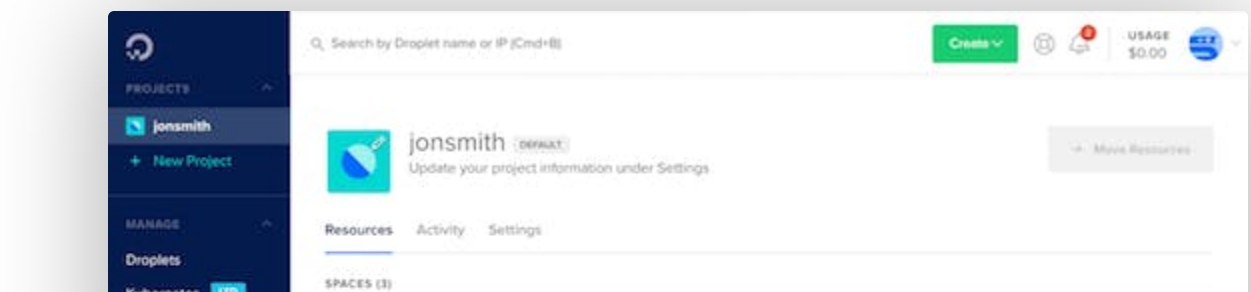 Search by Droplet name or IP (Cmd+B)
Create
USAGE
$0.00
PROJECTS
jonsmith
+ New Project
MANAGE
Droplets
Kubernetes
jonsmith DEFAULT
Update your project information under Settings
→ Move Resources
Resources Activity Settings
SPACES (3)